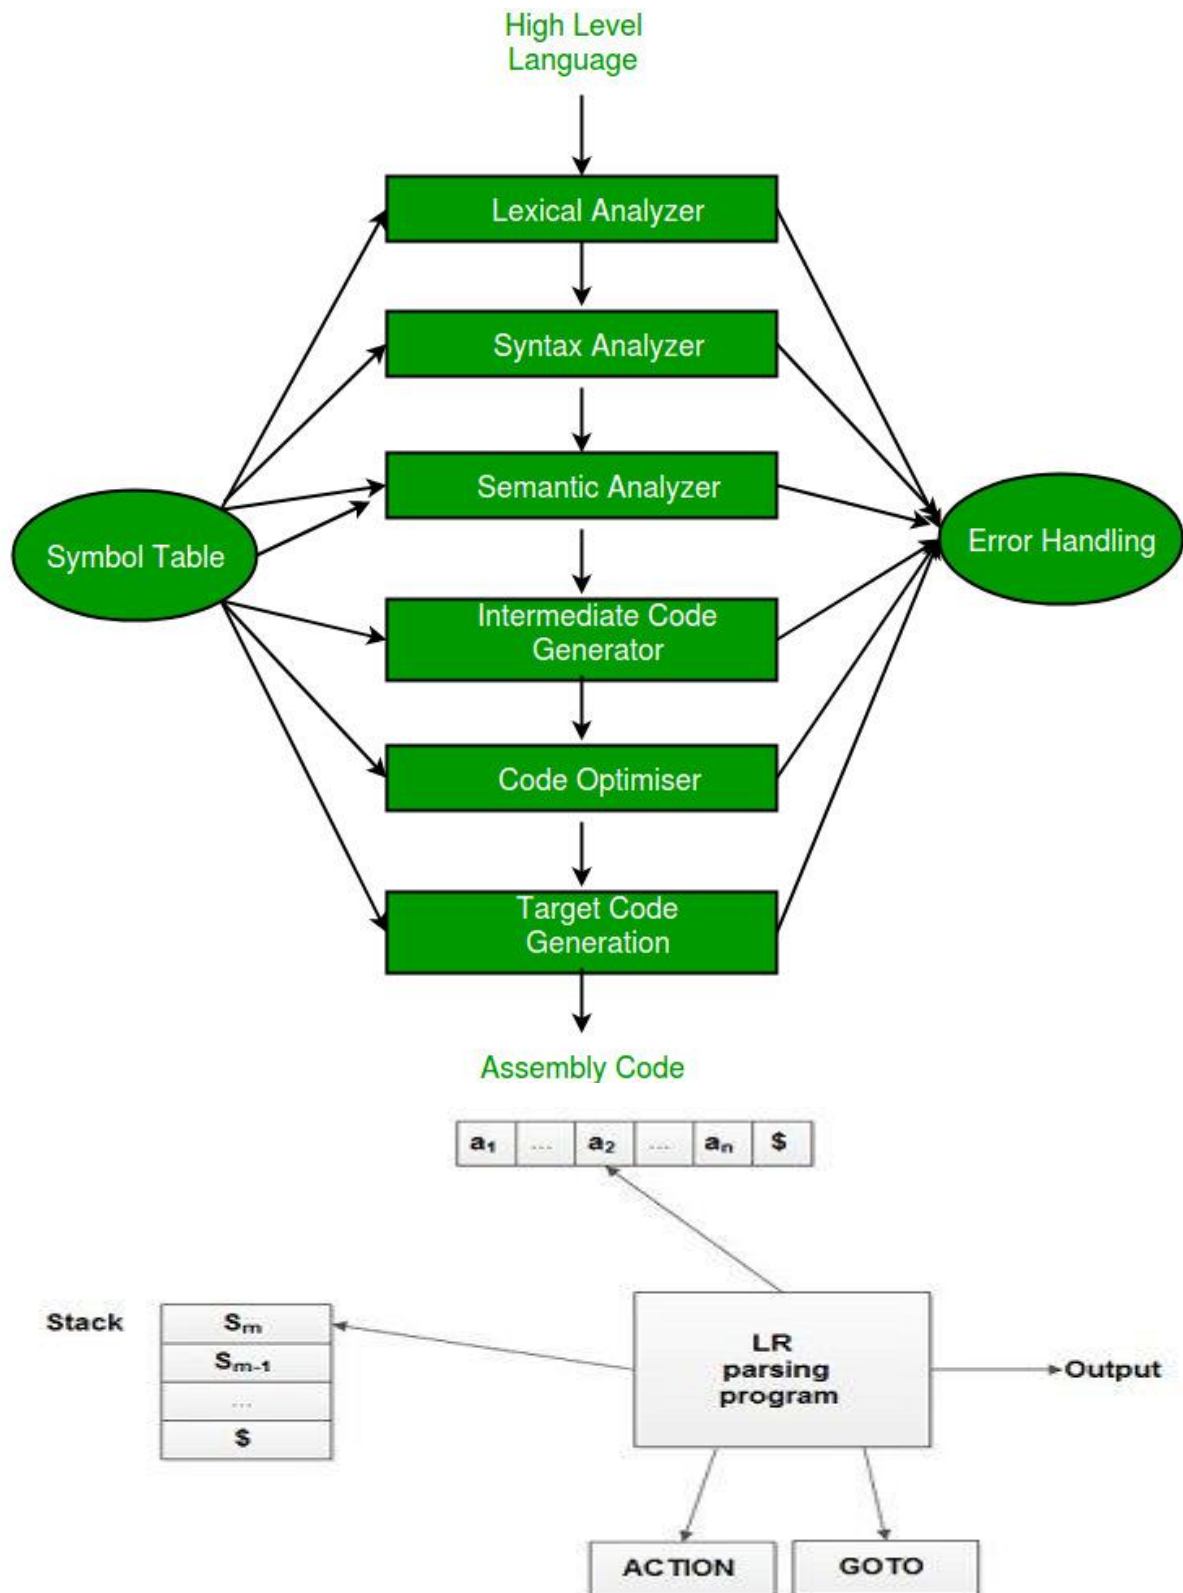 High Level
Language
Lexical Analyzer
Syntax Analyzer
Semantic Analyzer
Symbol Table
Error Handling
Intermediate Code
Generator
Code Optimiser
Target Code
Generation
Assembly Code
a₁ ... a₂ ... aₙ $
Stack
Sₘ
Sₘ₋₁
...
$
LR
parsing
program
Output
ACTION
GOTO